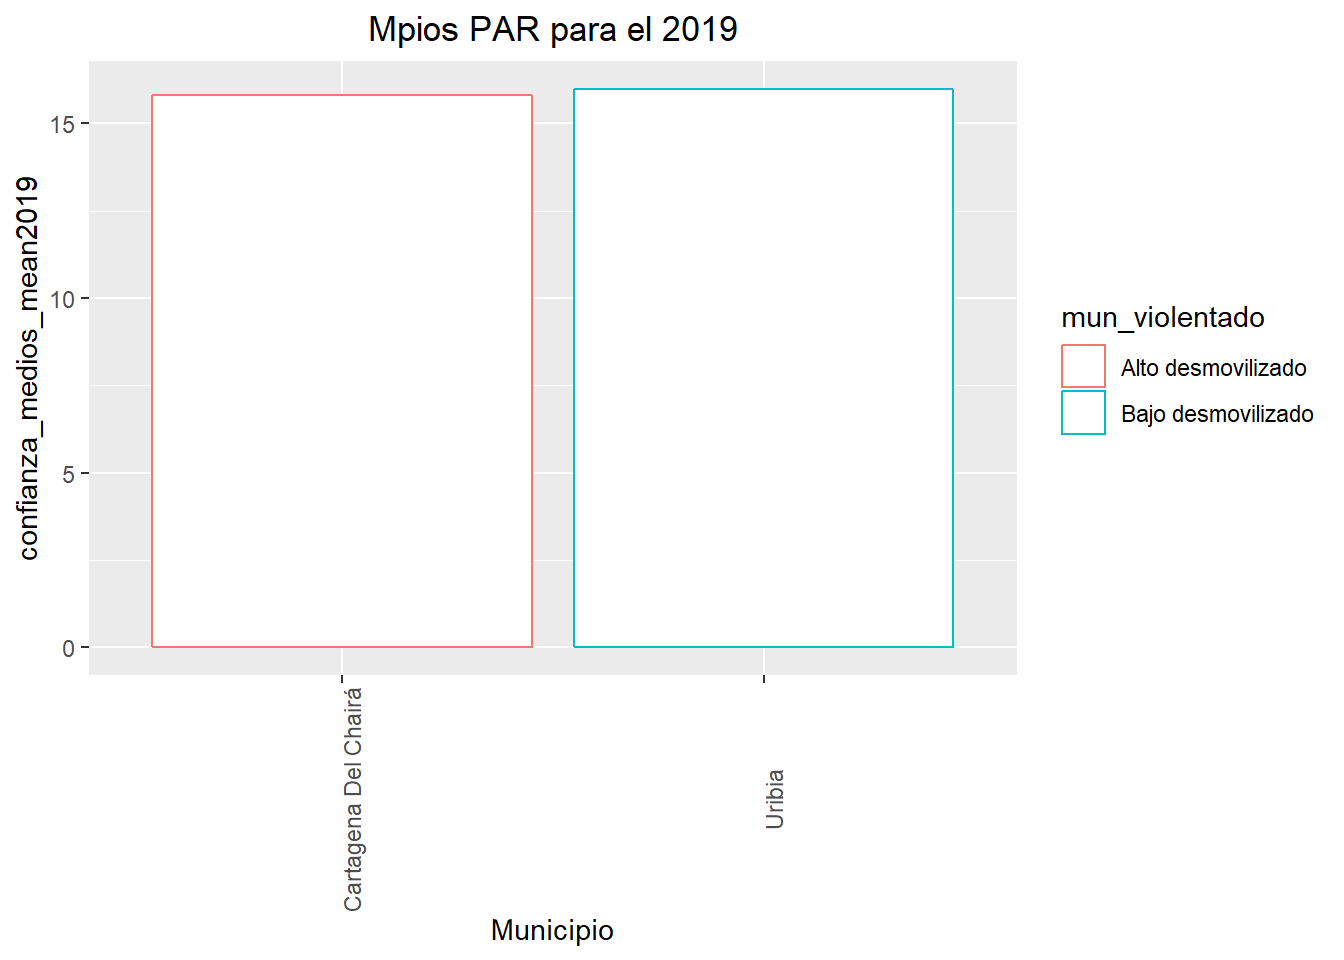 Mpios PAR para el 2019
confianza_medios_mean2019
15
10
5
0
Cartagena Del Chairá
Uribia
Municipio
mun_violentado
Alto desmovilizado
Bajo desmovilizado